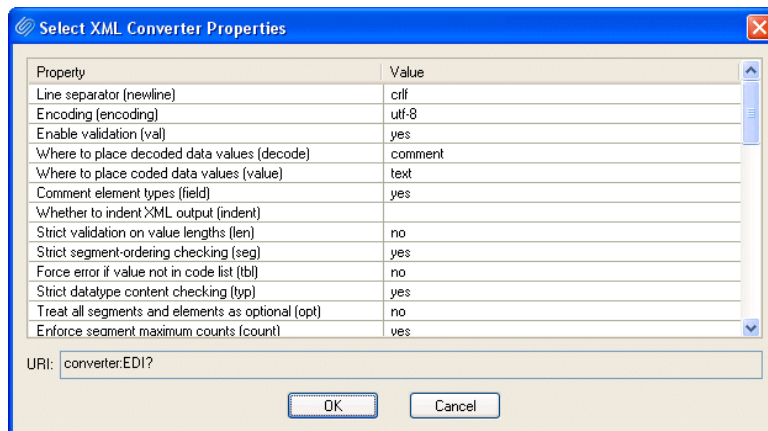 Select XML Converter Properties
Property Value
Line separator (newline) crlf
Encoding (encoding) utf-8
Enable validation (val) yes
Where to place decoded data values (decode) comment
Where to place coded data values (value) text
Comment element types (field) yes
Whether to indent XML output (indent)
Strict validation on value lengths (len) no
Strict segment-ordering checking (seg) yes
Force error if value not in code list (tbl) no
Strict datatype content checking (typ) yes
Treat all segments and elements as optional (opt) no
Enforce segment maximum counts (count) yes
URI: converter:EDI?
OK Cancel